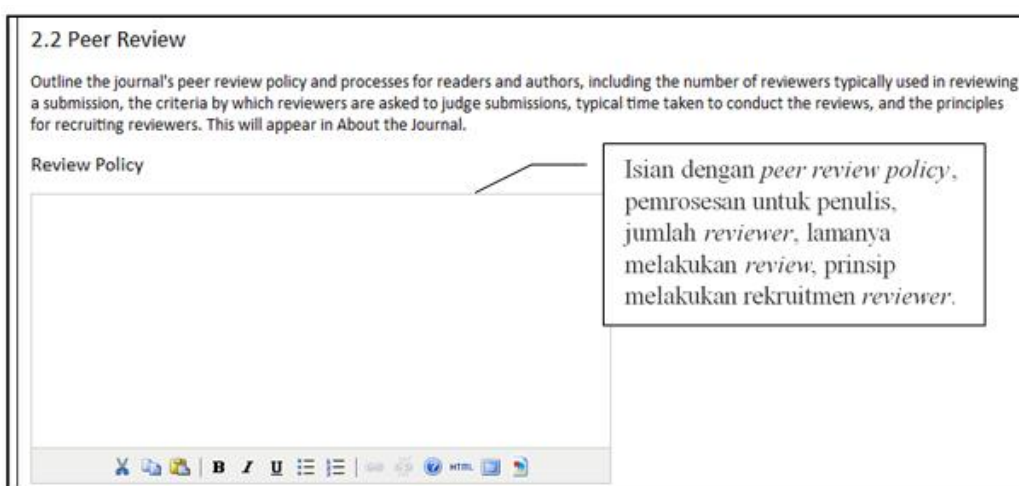 2.2 Peer Review
Outline the journal's peer review policy and processes for readers and authors, including the number of reviewers typically used in reviewing
a submission, the criteria by which reviewers are asked to judge submissions, typical time taken to conduct the reviews, and the principles
for recruiting reviewers. This will appear in About the Journal.
Review Policy
Isian dengan peer review policy,
pemrosesan untuk penulis,
jumlah reviewer, lamanya
melakukan review, prinsip
melakukan rekruitmen reviewer.
B I U HTML